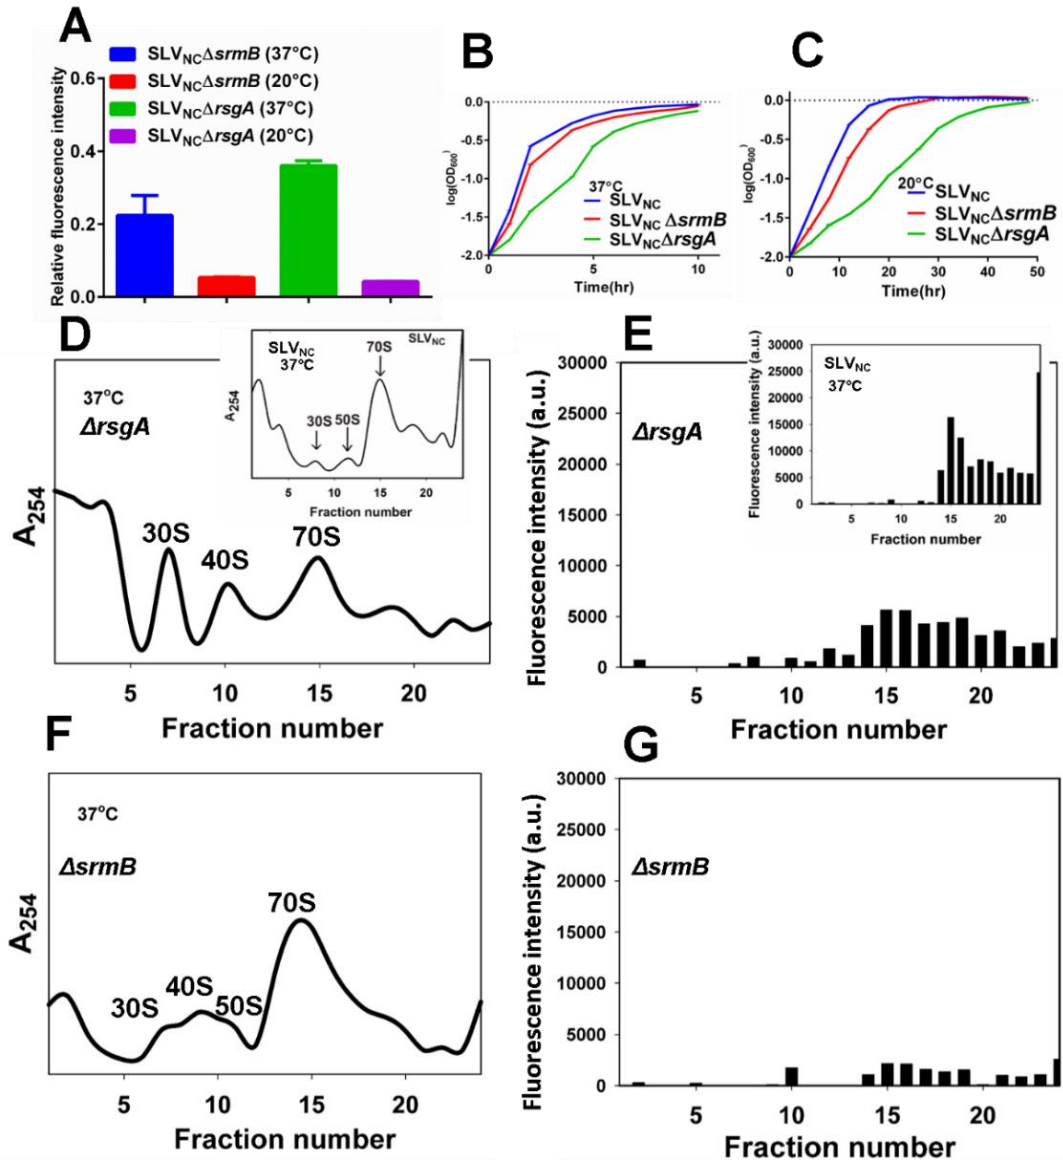 A
SLVNCΔsrmB (37°C)
SLVNCΔsrmB (20°C)
SLVNCΔrsgA (37°C)
SLVNCΔrsgA (20°C)
Relative fluorescence intensity
0.6
0.4
0.2
0.0
B
log(OD600)
0.0
-0.5
-1.0
-1.5
-2.0
37°C
SLVNC
SLVNC ΔsrmB
SLVNCΔrsgA
0 5 10
Time(hr)
C
log(OD600)
0.0
-0.5
-1.0
-1.5
-2.0
20°C
SLVNC
SLVNCΔsrmB
SLVNCΔrsgA
0 10 20 30 40 50
Time(hr)
D
37°C
ΔrsgA
A254
30S
40S
70S
5 10 15 20
Fraction number
SLVNC
37°C
SLVNC
70S
30S
50S
A254
5 10 15 20
Fraction number
E
Fluorescence intensity (a.u.)
30000
25000
20000
15000
10000
5000
0
ΔrsgA
5 10 15 20
Fraction number
Fluorescence intensity (a.u.)
30000
25000
20000
15000
10000
5000
0
SLVNC
37°C
5 10 15 20
Fraction number
F
37°C
ΔsrmB
A254
30S
40S
50S
70S
5 10 15 20
Fraction number
G
Fluorescence intensity (a.u.)
30000
25000
20000
15000
10000
5000
0
ΔsrmB
5 10 15 20
Fraction number